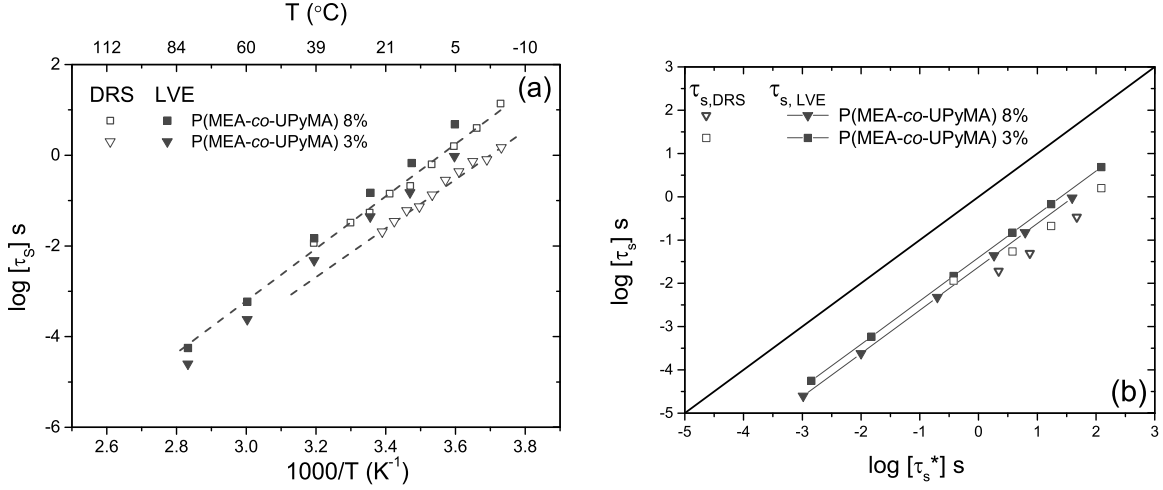 T (°C)
112 84 60 39 21 5 -10
(a)
DRS LVE
P(MEA-co-UPyMA) 8%
P(MEA-co-UPyMA) 3%
2
0
-2
-4
-6
log [τs] s
2.6 2.8 3.0 3.2 3.4 3.6 3.8
1000/T (K-1)
τs,DRS τs, LVE
P(MEA-co-UPyMA) 8%
P(MEA-co-UPyMA) 3%
3
2
1
0
-1
-2
-3
-4
-5
log [τs] s
(b)
-5 -4 -3 -2 -1 0 1 2 3
log [τs*] s